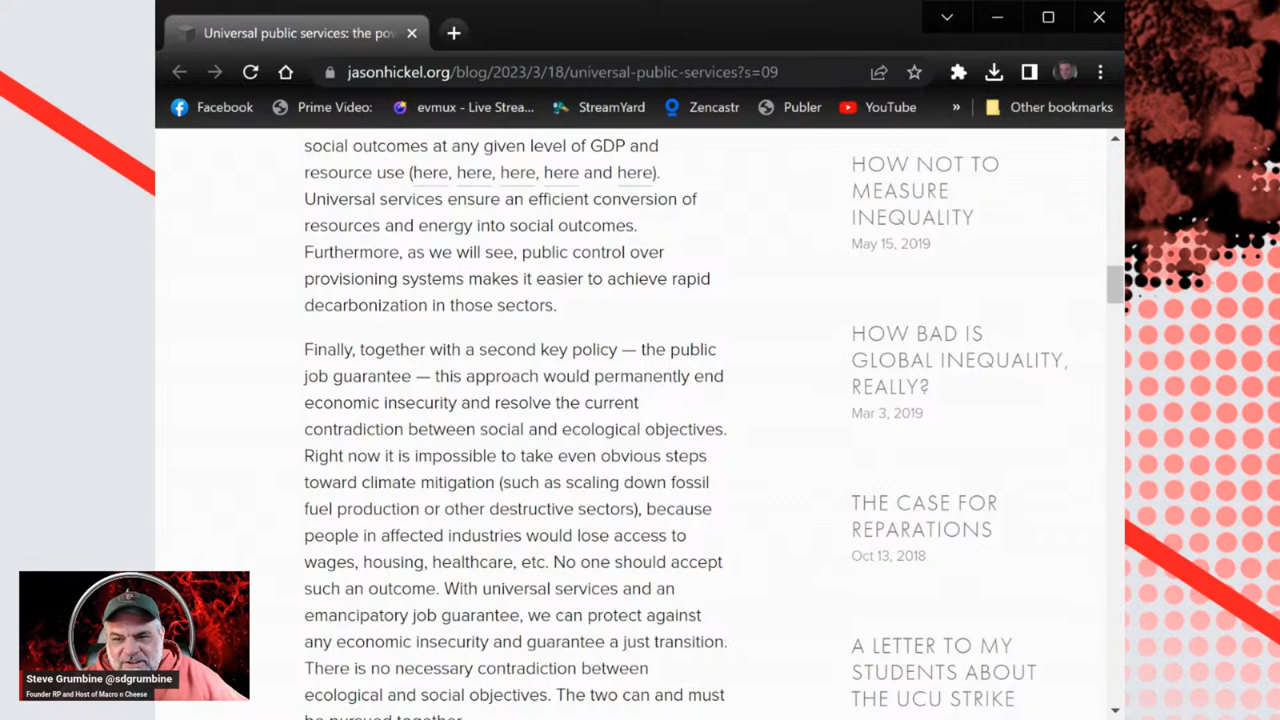 Universal public services: the pow
jasonhickel.org/blog/2023/3/18/universal-public-services?s=09
Facebook
Prime Video:
evmux - Live Strea...
StreamYard
Zencastr
Publer
YouTube
»
Other bookmarks
social outcomes at any given level of GDP and
resource use (here, here, here, here and here).
Universal services ensure an efficient conversion of
resources and energy into social outcomes.
Furthermore, as we will see, public control over
provisioning systems makes it easier to achieve rapid
decarbonization in those sectors.
Finally, together with a second key policy — the public
job guarantee — this approach would permanently end
economic insecurity and resolve the current
contradiction between social and ecological objectives.
Right now it is impossible to take even obvious steps
toward climate mitigation (such as scaling down fossil
fuel production or other destructive sectors), because
people in affected industries would lose access to
wages, housing, healthcare, etc. No one should accept
such an outcome. With universal services and an
emancipatory job guarantee, we can protect against
any economic insecurity and guarantee a just transition.
There is no necessary contradiction between
ecological and social objectives. The two can and must
be pursued together.
HOW NOT TO
MEASURE
INEQUALITY
May 15, 2019
HOW BAD IS
GLOBAL INEQUALITY,
REALLY?
Mar 3, 2019
THE CASE FOR
REPARATIONS
Oct 13, 2018
A LETTER TO MY
STUDENTS ABOUT
THE UCU STRIKE
Steve Grumbine @sdgrumbine
Founder RP and Host of Macro n Cheese